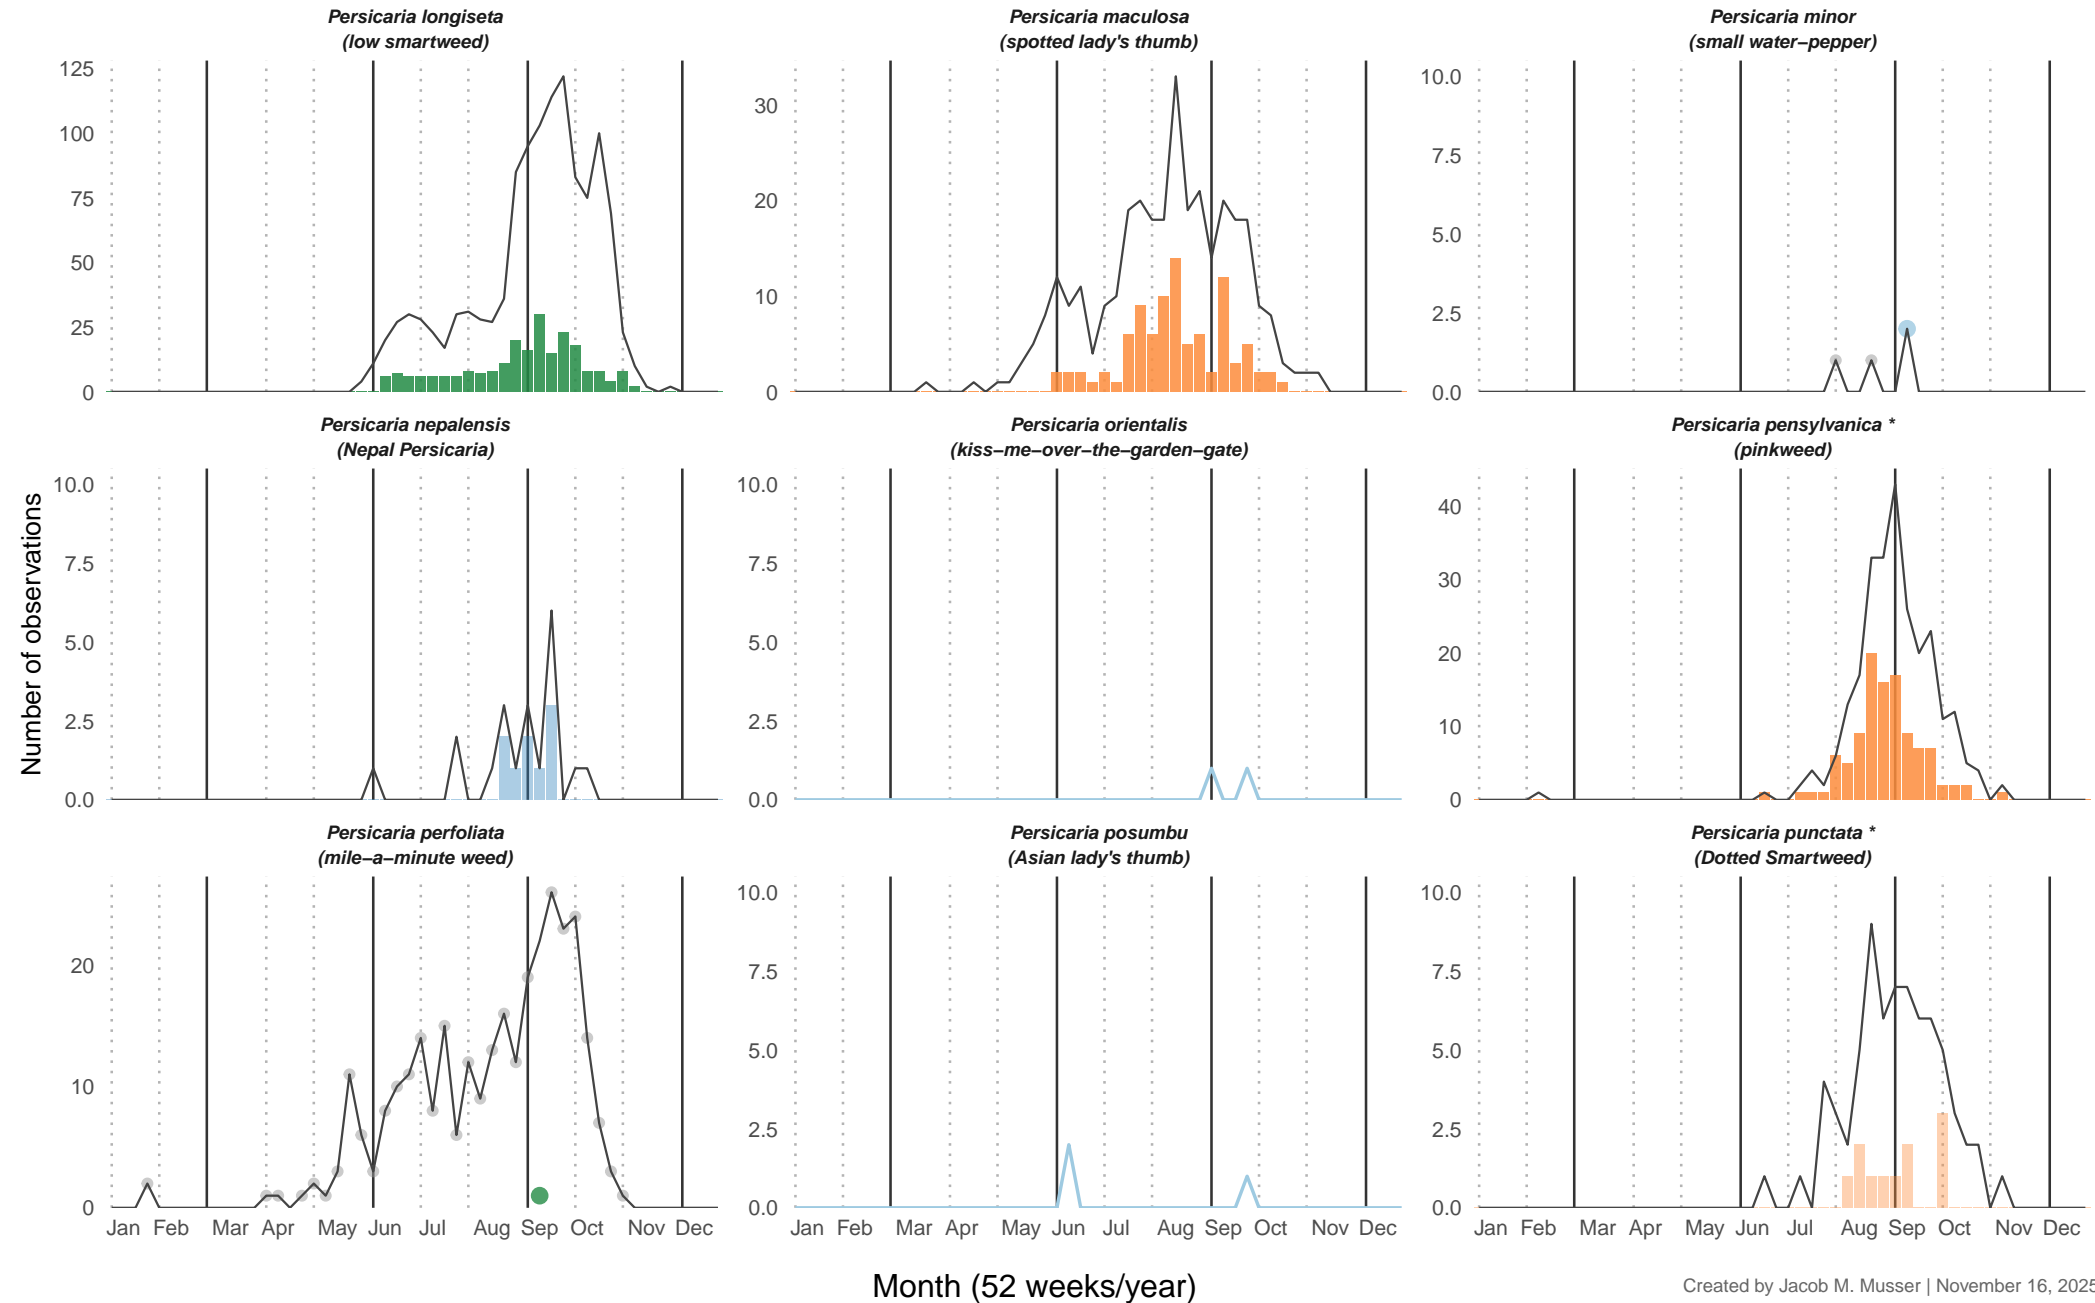 Persicaria longiseta
(low smartweed)
Persicaria maculosa
(spotted lady's thumb)
Persicaria minor
(small water−pepper)
125
100
75
50
25
0
30
20
10
0
10.0
7.5
5.0
2.5
0.0
Persicaria nepalensis
(Nepal Persicaria)
Persicaria orientalis
(kiss−me−over−the−garden−gate)
Persicaria pensylvanica *
(pinkweed)
Number of observations
10.0
7.5
5.0
2.5
0.0
10.0
7.5
5.0
2.5
0.0
40
30
20
10
0
Persicaria perfoliata
(mile−a−minute weed)
Persicaria posumbu
(Asian lady's thumb)
Persicaria punctata *
(Dotted Smartweed)
20
10
0
10.0
7.5
5.0
2.5
0.0
10.0
7.5
5.0
2.5
0.0
Jan Feb Mar Apr May Jun Jul Aug Sep Oct Nov Dec
Jan Feb Mar Apr May Jun Jul Aug Sep Oct Nov Dec
Jan Feb Mar Apr May Jun Jul Aug Sep Oct Nov Dec
Month (52 weeks/year)
Created by Jacob M. Musser | November 16, 2025